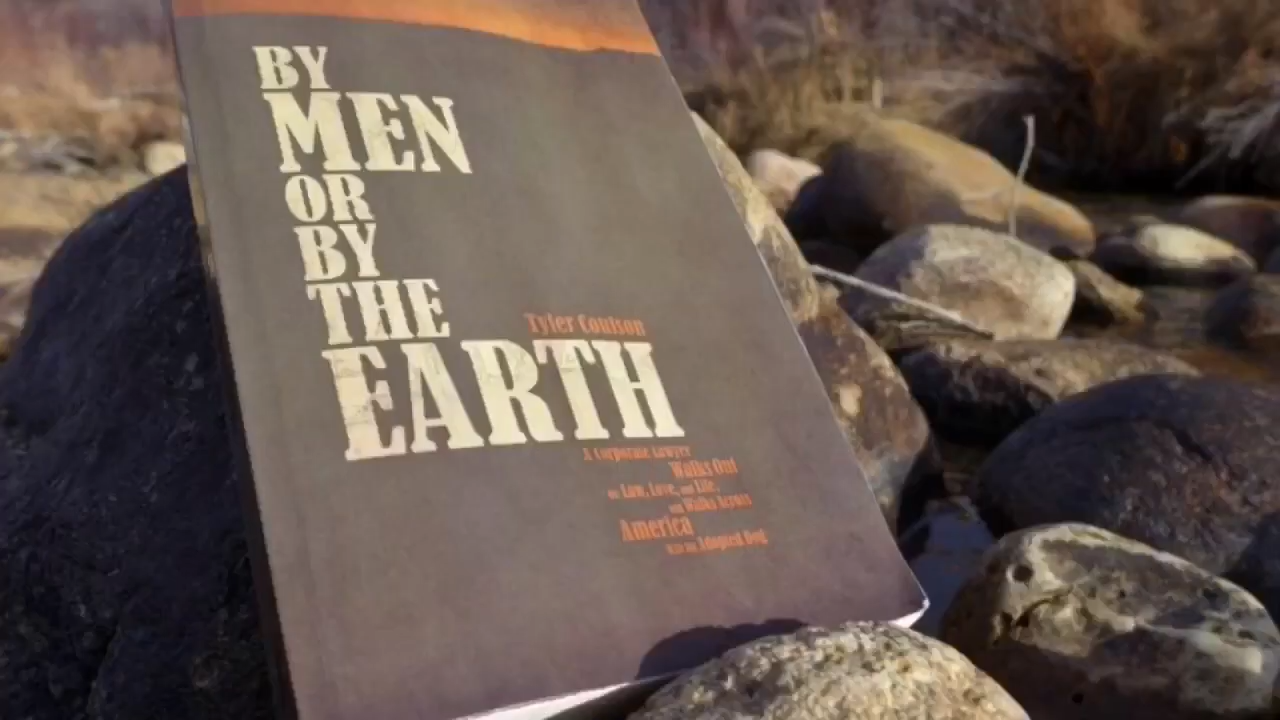 BY
MEN
OR
BY
THE
Tyler Coulson
EARTH
A Corporate Lawyer
Walks Out
on Law, Love, and Life,
and Walks Across
America
with his Adopted Dog